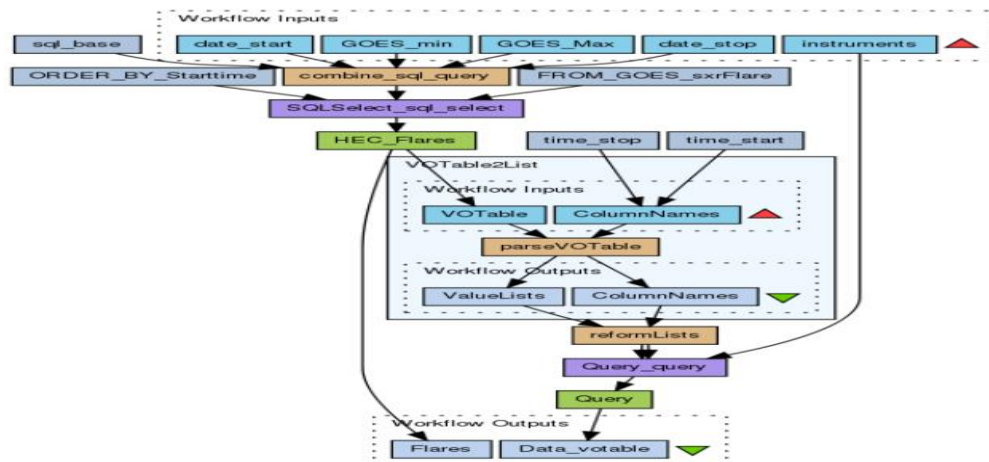 Workflow Inputs
sql_base date_start GOES_min GOES_Max date_stop instruments
ORDER_BY_Starttime combine_sql_query FROM_GOES_sxrFlare
SQLSelect_sql_select
HEC_Flares time_stop time_start
VOTable2List
Workflow Inputs
VOTable ColumnNames
parseVOTable
Workflow Outputs
ValueLists ColumnNames
reformLists
Query_query
Query
Workflow Outputs
Flares Data_votable